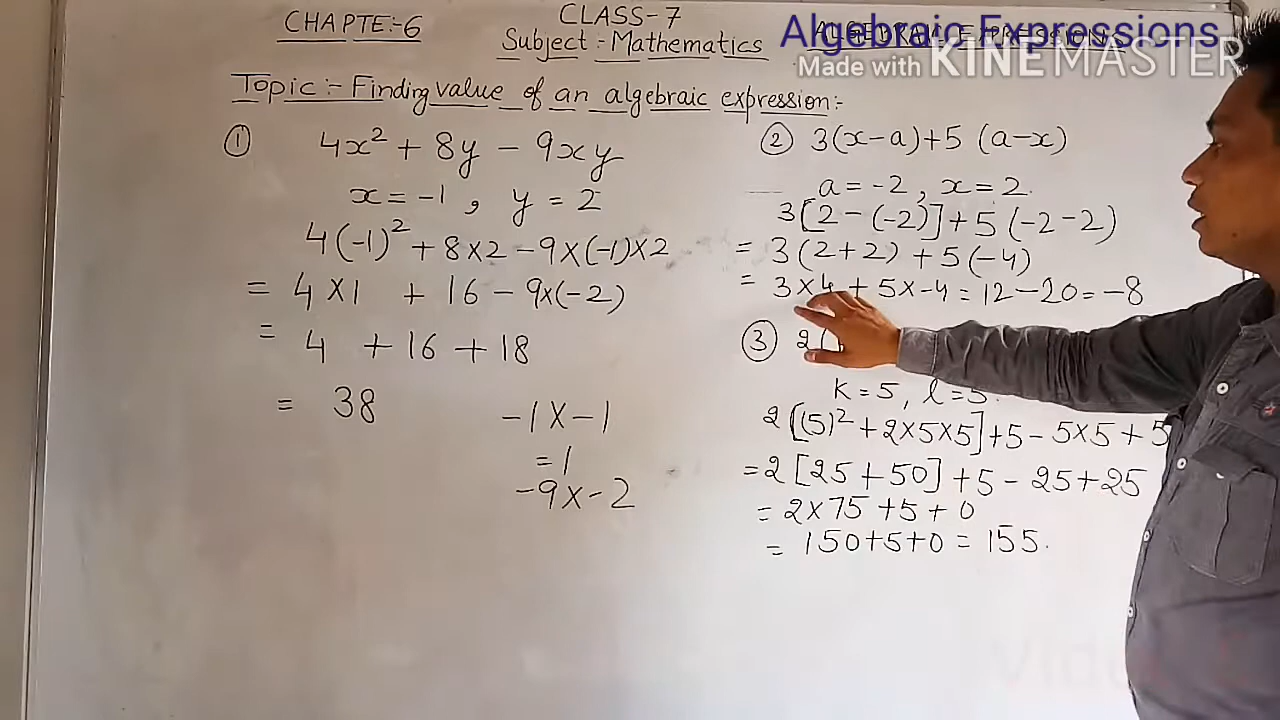 CHAPTE:-6
CLASS-7
Subject:-Mathematics
Algebraic Expressions
Made with KINEMASTER
Topic:- Finding value of an algebraic expression:-
① 4x² + 8y - 9xy
x = -1 , y = 2
4(-1)² + 8×2 - 9×(-1)×2
= 4×1 + 16 - 9×(-2)
= 4 + 16 + 18
= 38
-1 × -1
= 1
-9 × -2
② 3(x-a)+5 (a-x)
a = -2, x = 2.
3[2-(-2)]+5(-2-2)
= 3(2+2) +5(-4)
= 3×4 + 5×-4 = 12-20 = -8
③ 2(
K = 5, l = 5.
2[(5)²+2×5×5]+5-5×5+5
=2[25+50]+5-25+25
= 2×75+5+0
= 150+5+0 = 155.